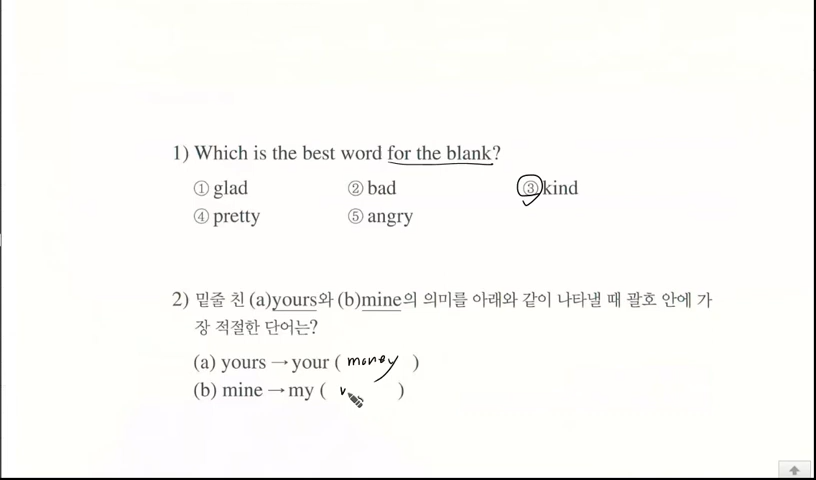 1) Which is the best word for the blank?
① glad ② bad ③ kind
④ pretty ⑤ angry
2) 밑줄 친 (a)yours와 (b)mine의 의미를 아래와 같이 나타낼 때 괄호 안에 가
장 적절한 단어는?
(a) yours → your ( money )
(b) mine → my ( )